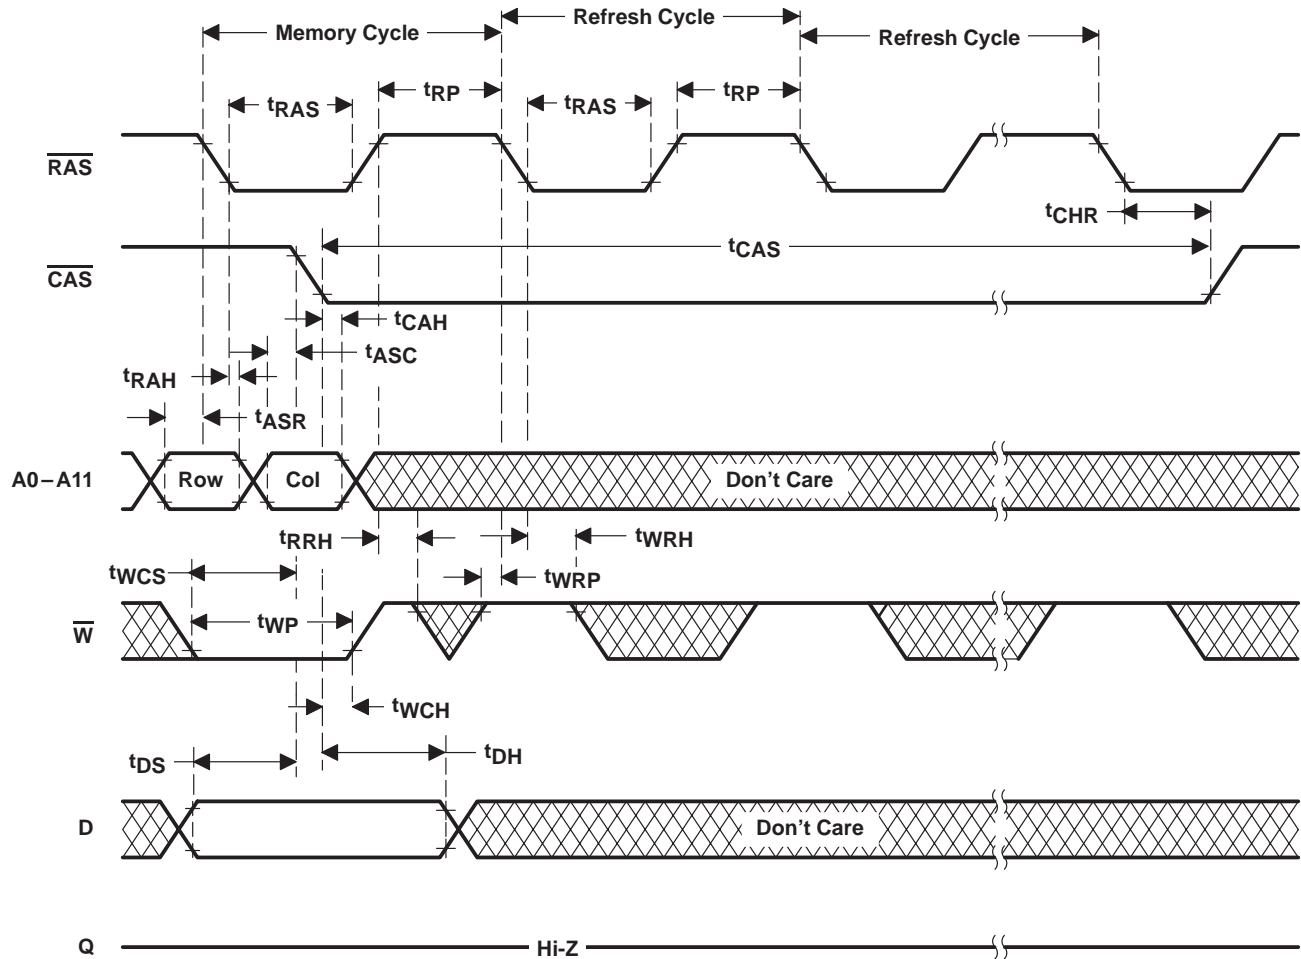 Memory Cycle
Refresh Cycle
Refresh Cycle
tRAS
tRP
tRAS
tRP
RAS
tCHR
CAS
tCAS
tCAH
tASC
tRAH
tASR
A0–A11
Row
Col
Don't Care
tRRH
tWRH
tWCS
tWRP
W
tWP
tWCH
tDS
tDH
D
Don't Care
Q
Hi-Z